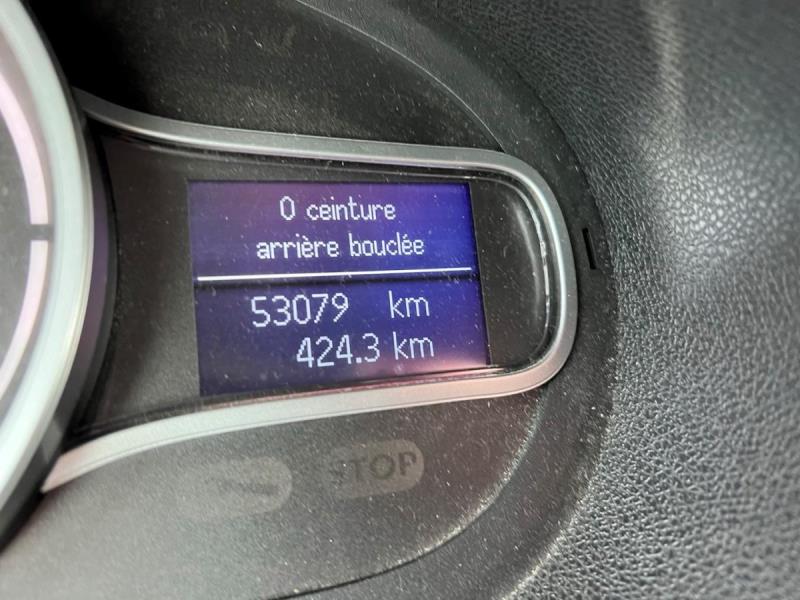 0 ceinture
arrière bouclée
53079 km
424.3 km
STOP